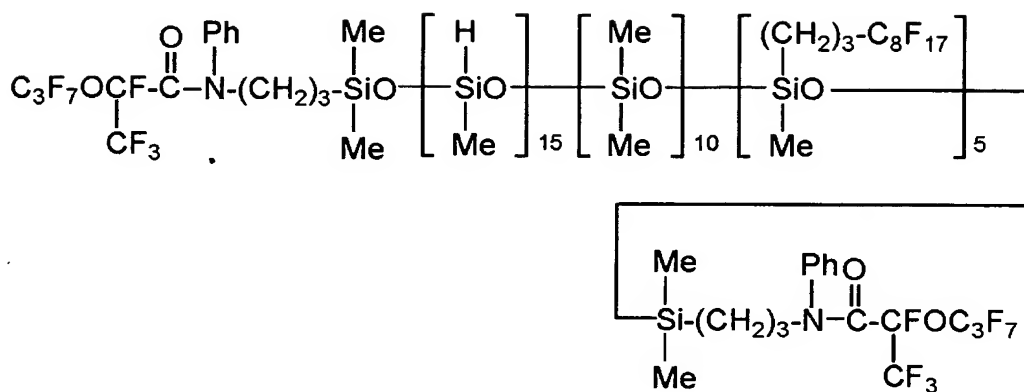 O Ph Me H Me (CH2)3-C8F17
C3F7OCF-C-N-(CH2)3-SiO SiO SiO SiO
CF3 Me Me 15 Me 10 Me 5
Me Ph O
Si-(CH2)3-N-C-CFOC3F7
Me CF3